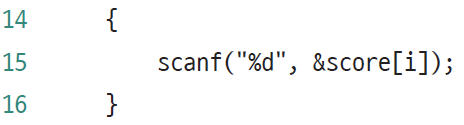 14 {
15 scanf("%d", &score[i]);
16 }